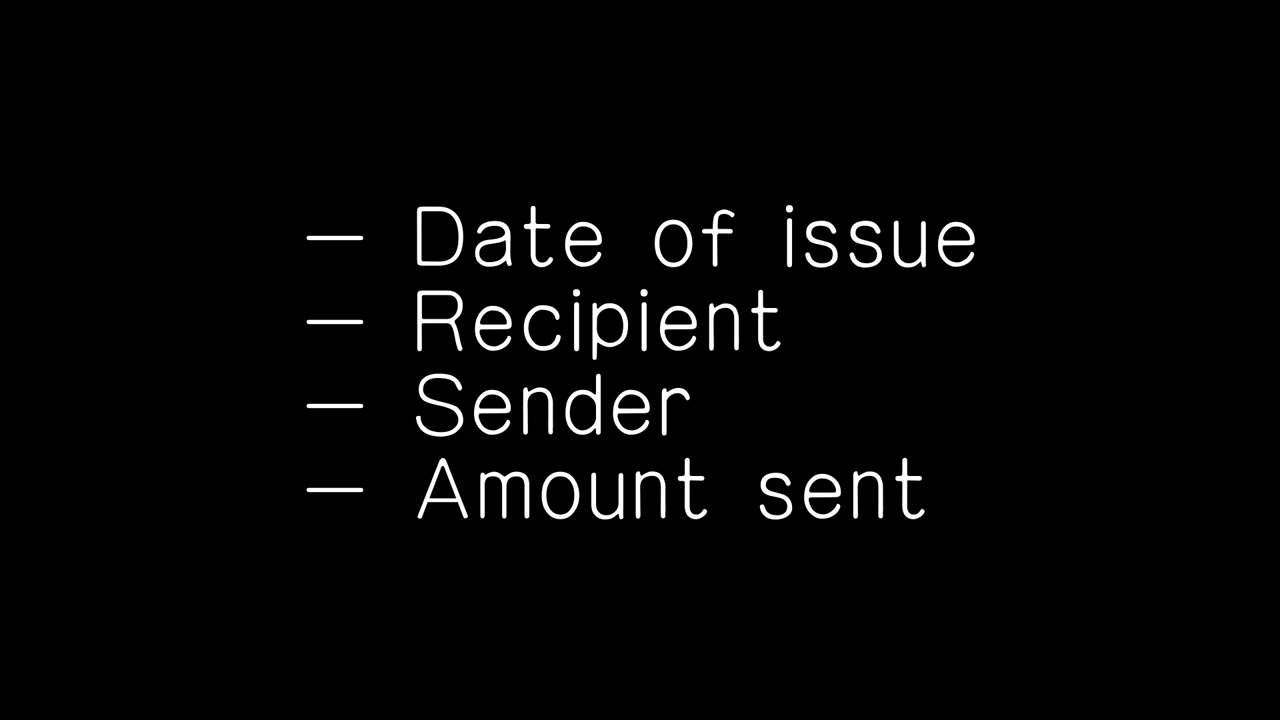 — Date of issue
— Recipient
— Sender
— Amount sent